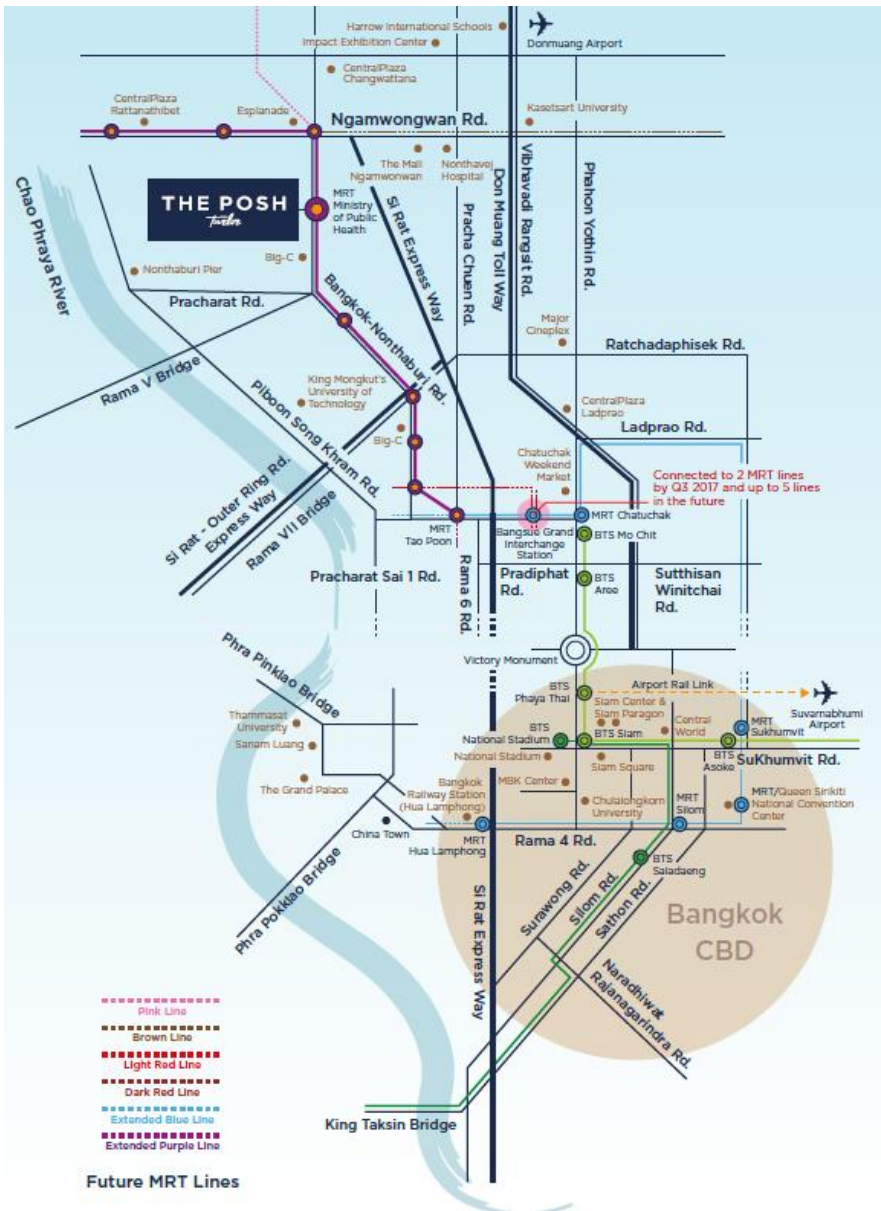 Harrow International Schools
Impact Exhibition Center
Donmuang Airport
CentralPlaza
Changwattana
CentralPlaza
Rattanathibet
Esplanade
Ngamwongwan Rd.
Kasetsart University
The Mall
Ngamwonwan
Nonthavej
Hospital
THE POSH
twelve
MRT
Ministry
of Public
Health
Chao Phraya River
Si Rat Express Way
Pracha Chuen Rd.
Don Muang Toll Way
Vibhavadi Rangsit Rd.
Phahon Yothin Rd.
Big-C
Nonthaburi Pier
Pracharat Rd.
Bangkok-Nonthaburi Rd.
Major
Cineplex
Ratchadaphisek Rd.
Rama V Bridge
King Mongkut's
University of
Technology
Piboon Song Khram Rd.
Big-C
CentralPlaza
Ladprao
Ladprao Rd.
Chatuchak
Weekend
Market
Connected to 2 MRT lines
by Q3 2017 and up to 5 lines
in the future
Si Rat - Outer Ring Rd.
Express Way
Rama VII Bridge
MRT
Tao Poon
Bangsue Grand
Interchange
Station
MRT Chatuchak
BTS Mo Chit
Pracharat Sai 1 Rd.
Rama 6 Rd.
Pradiphat
Rd.
BTS
Aree
Sutthisan
Winitchai
Rd.
Victory Monument
Phra Pinklao Bridge
BTS
Phaya Thai
Airport Rail Link
Suvarnabhumi
Airport
Siam Center &
Siam Paragon
Thammasat
University
Sanam Luang
BTS
National Stadium
BTS Siam
Central
World
MRT
Sukhumvit
BTS
Asoke
SuKhumvit Rd.
National Stadium
Siam Square
The Grand Palace
Bangkok
Railway Station
(Hua Lamphong)
MBK Center
Chulalohgkorn
University
MRT
Silom
MRT/Queen Sirikiti
National Convention
Center
China Town
MRT
Hua Lamphong
Rama 4 Rd.
BTS
Saladaeng
Phra Pokklao Bridge
Si Rat Express Way
Surawong Rd.
Silom Rd.
Sathon Rd.
Bangkok
CBD
Naradhiwat
Rajanagarindra Rd.
Pink Line
Brown Line
Light Red Line
Dark Red Line
Extended Blue Line
Extended Purple Line
King Taksin Bridge
Future MRT Lines